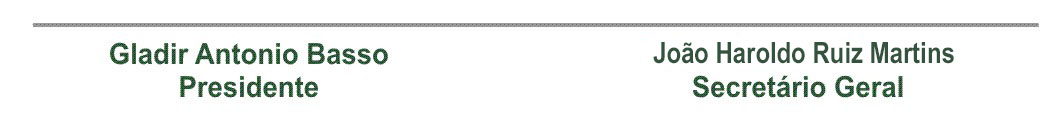 Gladir Antonio Basso
Presidente
João Haroldo Ruiz Martins
Secretário Geral